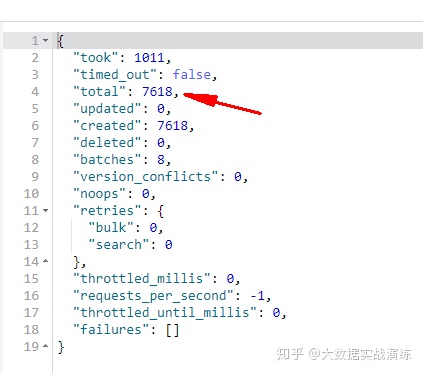 1 {
2 "took": 1011,
3 "timed_out": false,
4 "total": 7618,
5 "updated": 0,
6 "created": 7618,
7 "deleted": 0,
8 "batches": 8,
9 "version_conflicts": 0,
10 "noops": 0,
11 "retries": {
12 "bulk": 0,
13 "search": 0
14 },
15 "throttled_millis": 0,
16 "requests_per_second": -1,
17 "throttled_until_millis": 0,
18 "failures": []
19 }
知乎 @大数据实战演练